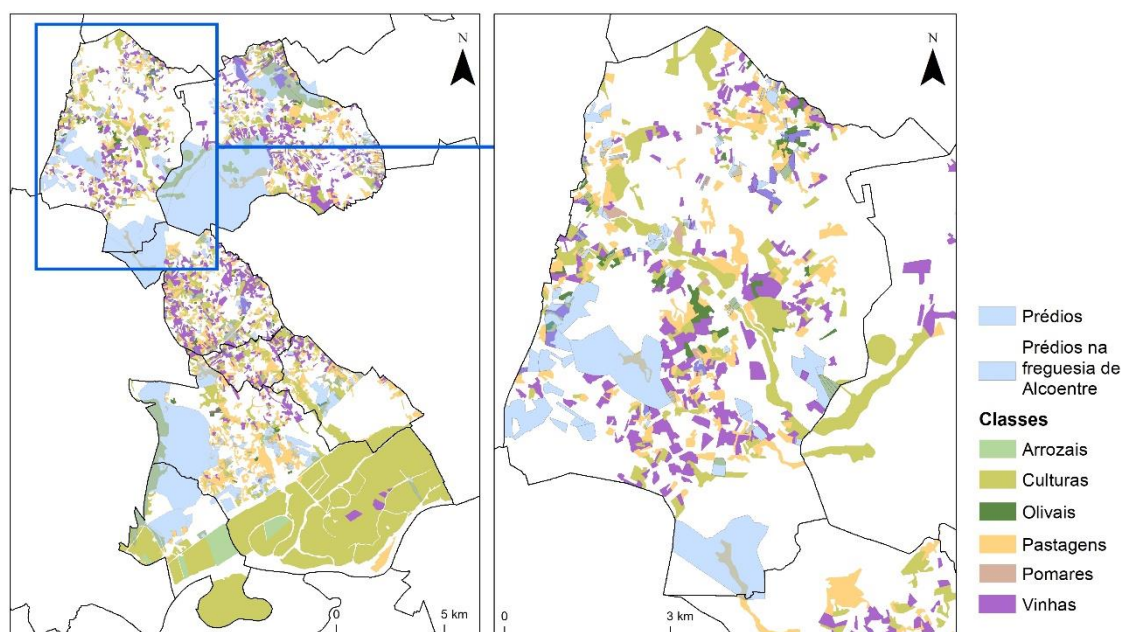 N
0
5 km
N
0
3 km
Prédios
Prédios na
freguesia de
Alcoentre
Classes
Arrozais
Culturas
Olivais
Pastagens
Pomares
Vinhas